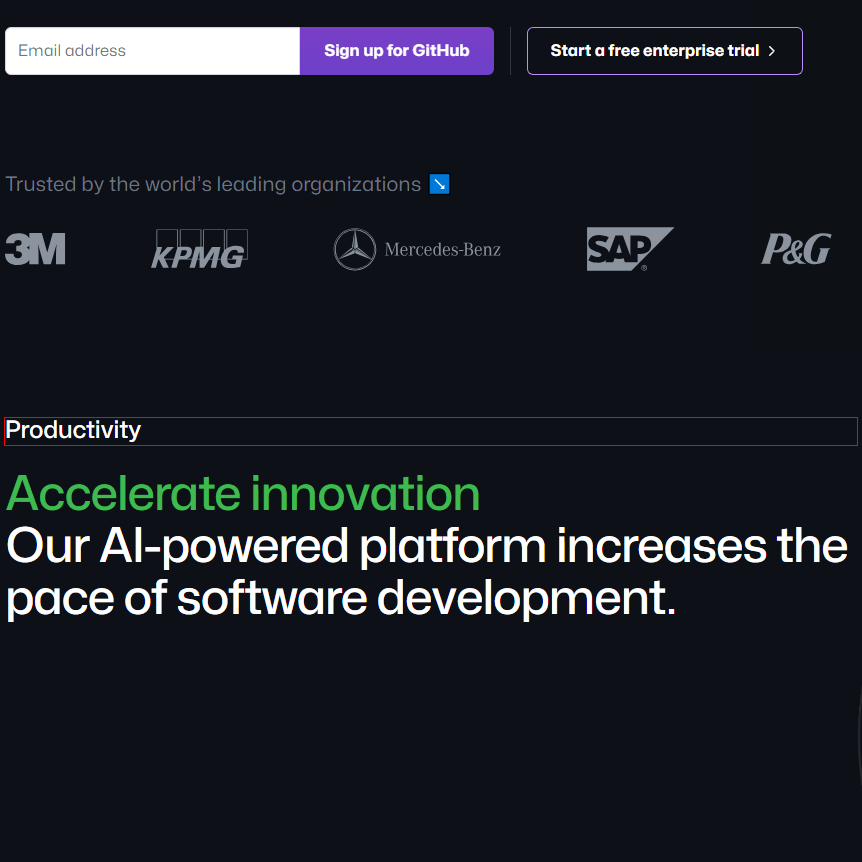 Email address
Sign up for GitHub
Start a free enterprise trial
Trusted by the world’s leading organizations ↘
3M
KPMG
Mercedes-Benz
SAP®
P&G
Productivity
Accelerate innovation
Our AI-powered platform increases the
pace of software development.